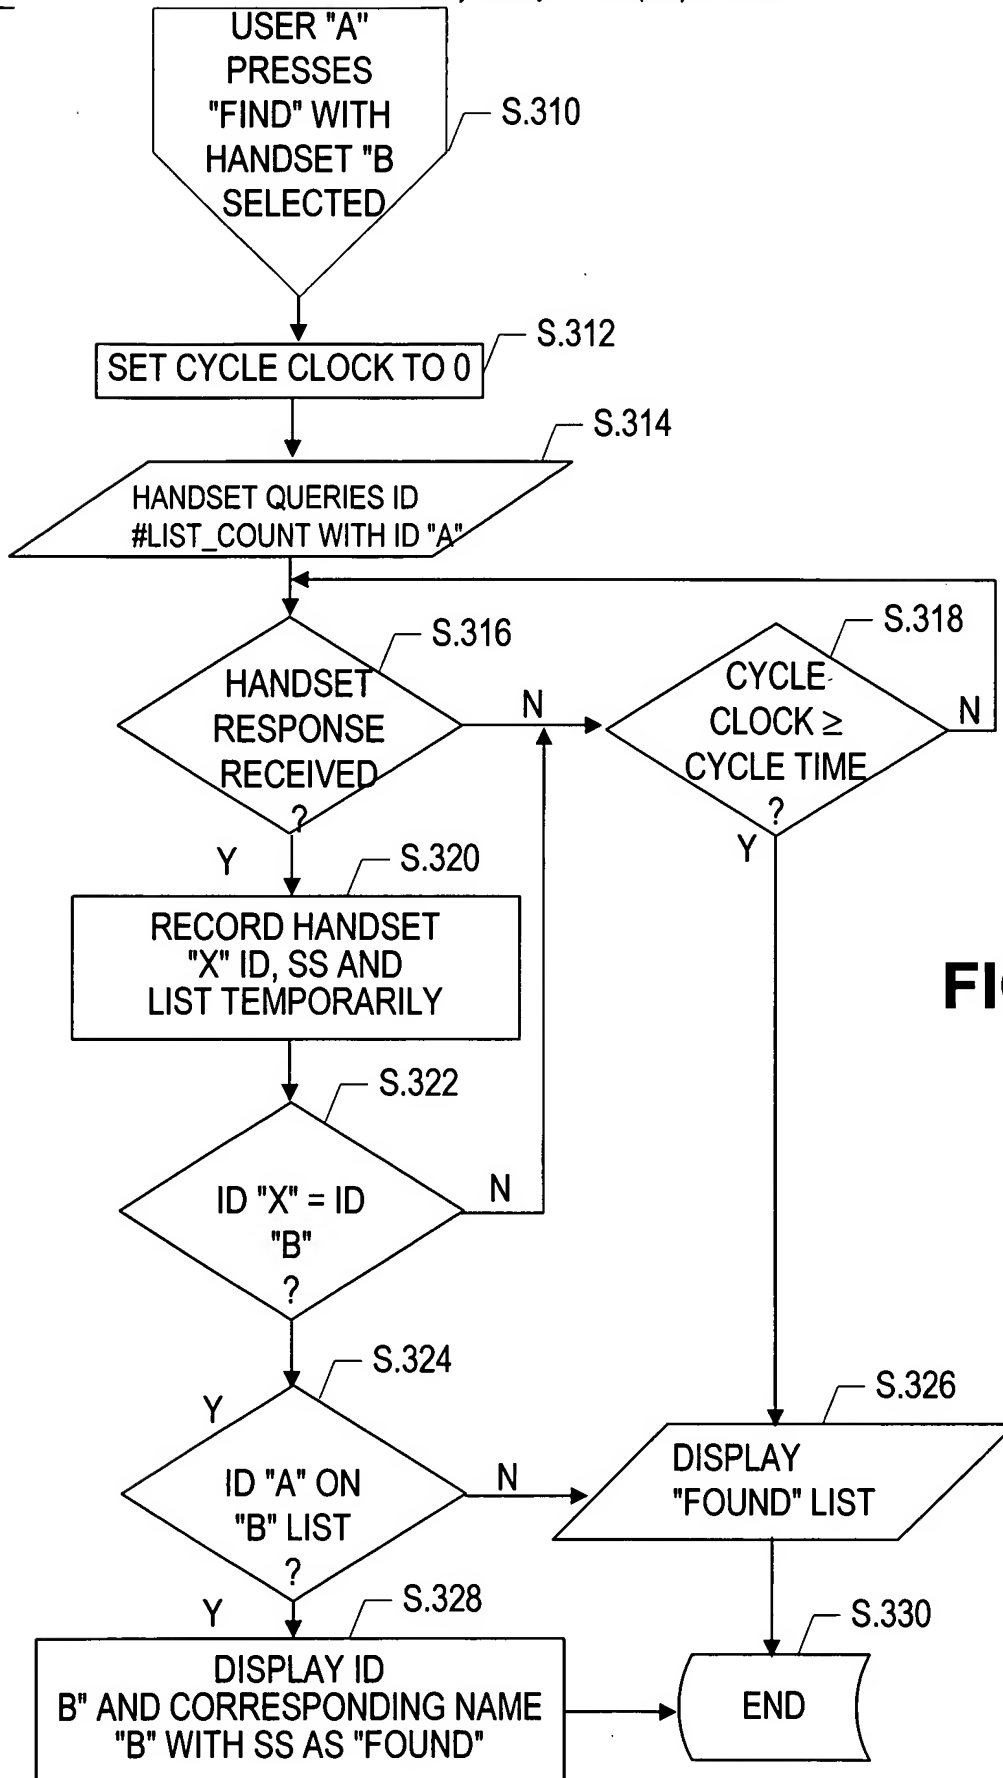 USER "A"
PRESSES
"FIND" WITH
HANDSET "B
SELECTED
S.310
S.312
SET CYCLE CLOCK TO 0
S.314
HANDSET QUERIES ID
#LIST_COUNT WITH ID "A"
S.316
HANDSET
RESPONSE
RECEIVED
?
N
Y
S.318
CYCLE
CLOCK ≥
CYCLE TIME
?
N
Y
S.320
RECORD HANDSET
"X" ID, SS AND
LIST TEMPORARILY
FIG
S.322
ID "X" = ID
"B"
?
N
Y
S.324
ID "A" ON
"B" LIST
?
N
Y
S.326
DISPLAY
"FOUND" LIST
S.328
DISPLAY ID
B" AND CORRESPONDING NAME
"B" WITH SS AS "FOUND"
S.330
END